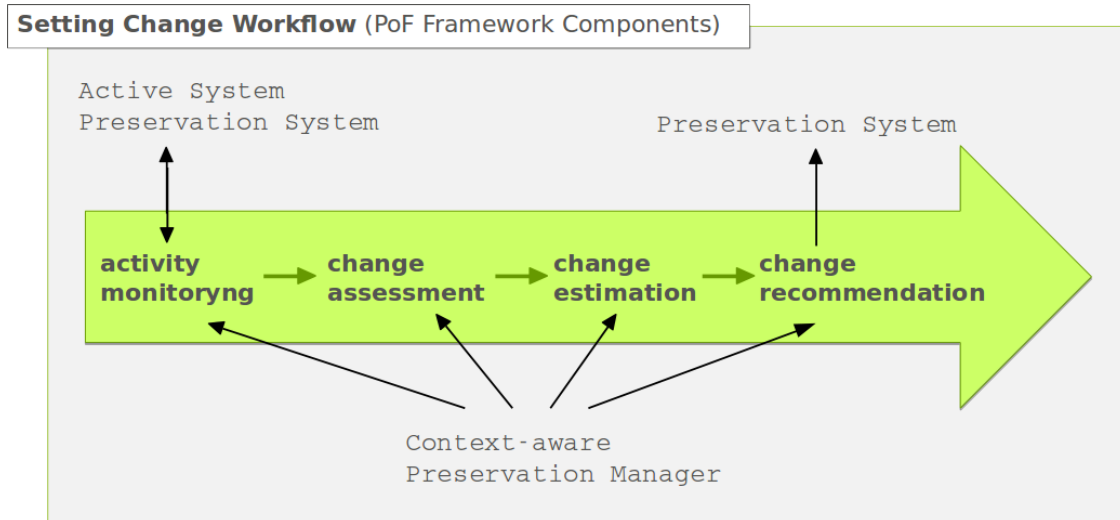 Setting Change Workflow (PoF Framework Components)
Active System
Preservation System
Preservation System
activity
monitoryng
change
assessment
change
estimation
change
recommendation
Context-aware
Preservation Manager